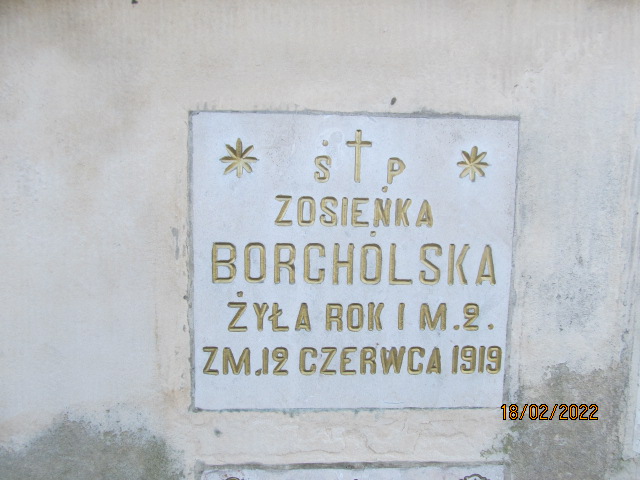 Ś † P
ZOSIEŃKA
BORCHÓLSKA
ŻYŁA ROK I M. 2.
ZM, 12 CZERWCA 1919
18/02/2022